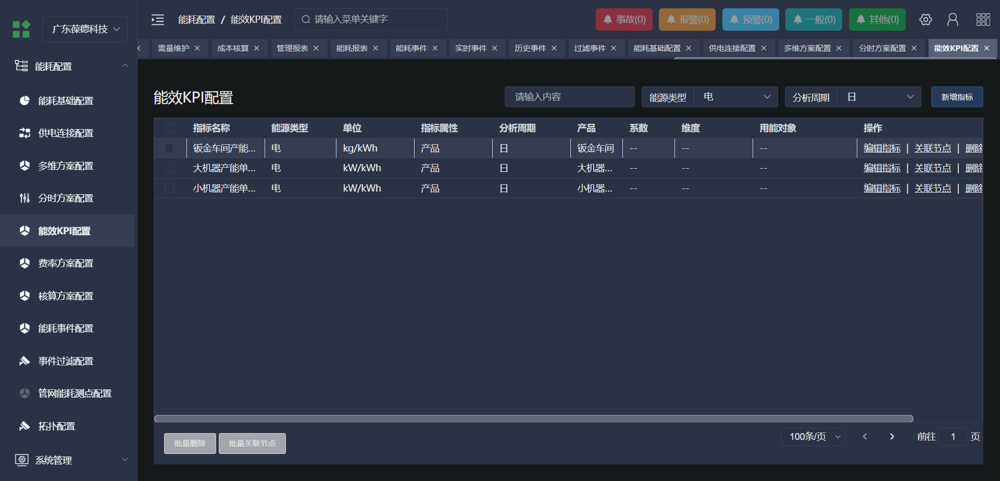 广东葆德科技
能耗配置 / 能效KPI配置
请输入菜单关键字
事故(0)
报警(0)
预警(0)
一般(0)
其他(0)
需量维护
成本核算
管理报表
能耗报表
能耗事件
实时事件
历史事件
过滤事件
能耗基础配置
供电连接配置
多维方案配置
分时方案配置
能效KPI配置
能耗配置
能耗基础配置
供电连接配置
多维方案配置
分时方案配置
能效KPI配置
费率方案配置
核算方案配置
能耗事件配置
事件过滤配置
管网能耗测点配置
拓扑配置
系统管理
能效KPI配置
请输入内容
能源类型 电
分析周期 日
新增指标
指标名称 能源类型 单位 指标属性 分析周期 产品 系数 维度 用能对象 操作
钣金车间产能... 电 kg/kWh 产品 日 钣金车间 -- -- -- 编辑指标 | 关联节点 | 删除
大机器产能单... 电 kW/kWh 产品 日 大机器... -- -- -- 编辑指标 | 关联节点 | 删除
小机器产能单... 电 kW/kWh 产品 日 小机器... -- -- -- 编辑指标 | 关联节点 | 删除
批量删除 批量关联节点
100条/页 前往 1 页